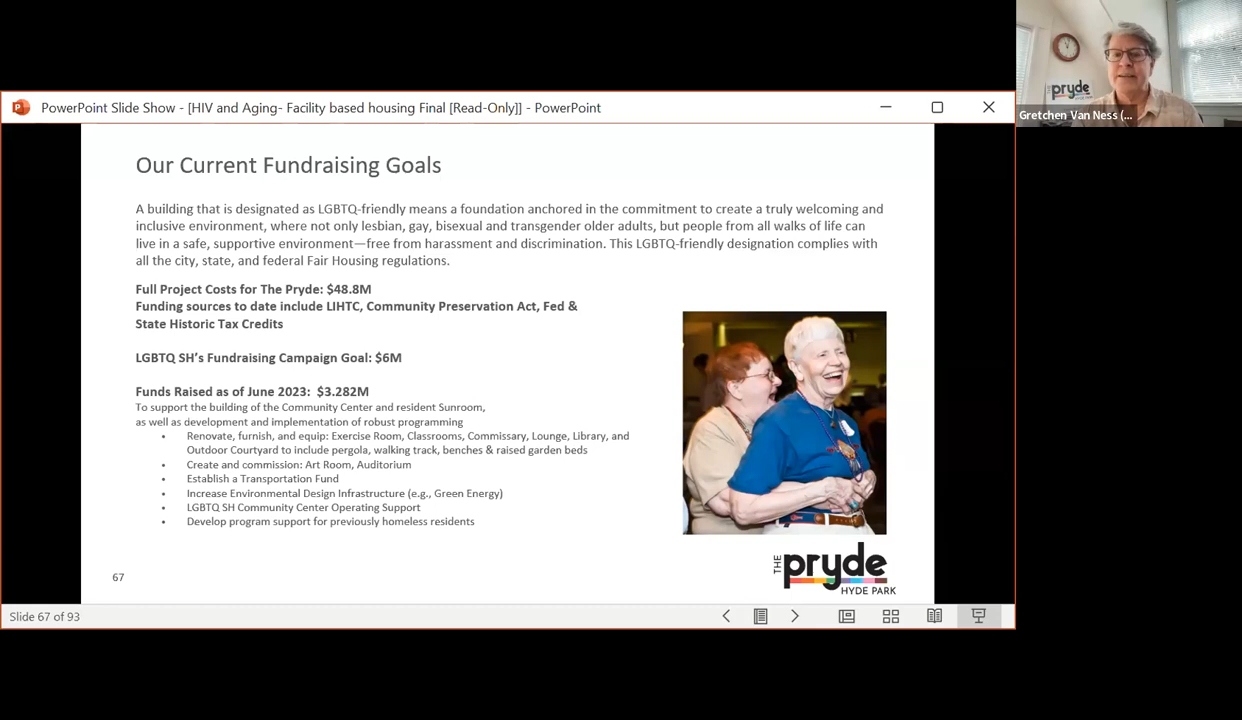 PowerPoint Slide Show - [HIV and Aging- Facility based housing Final [Read-Only]] - PowerPoint
pryde
HYDE PARK
Gretchen Van Ness (...
Our Current Fundraising Goals
A building that is designated as LGBTQ-friendly means a foundation anchored in the commitment to create a truly welcoming and
inclusive environment, where not only lesbian, gay, bisexual and transgender older adults, but people from all walks of life can
live in a safe, supportive environment—free from harassment and discrimination. This LGBTQ-friendly designation complies with
all the city, state, and federal Fair Housing regulations.
Full Project Costs for The Pryde: $48.8M
Funding sources to date include LIHTC, Community Preservation Act, Fed &
State Historic Tax Credits
LGBTQ SH’s Fundraising Campaign Goal: $6M
Funds Raised as of June 2023:  $3.282M
To support the building of the Community Center and resident Sunroom,
as well as development and implementation of robust programming
• Renovate, furnish, and equip: Exercise Room, Classrooms, Commissary, Lounge, Library, and
Outdoor Courtyard to include pergola, walking track, benches & raised garden beds
• Create and commission: Art Room, Auditorium
• Establish a Transportation Fund
• Increase Environmental Design Infrastructure (e.g., Green Energy)
• LGBTQ SH Community Center Operating Support
• Develop program support for previously homeless residents
THE pryde
HYDE PARK
67
Slide 67 of 93